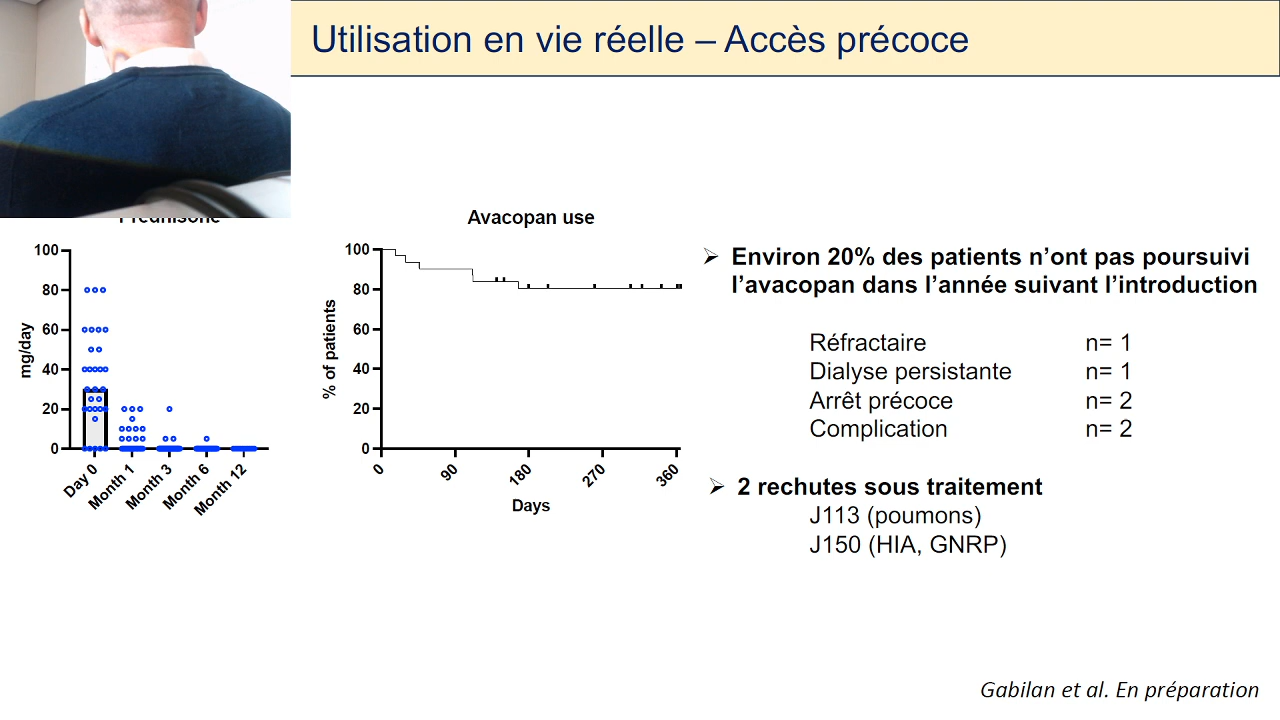 Utilisation en vie réelle – Accès précoce
Avacopan use
100
80
60
40
20
0
mg/day
Day 0
Month 1
Month 3
Month 6
Month 12
100
80
60
40
20
0
% of patients
0
90
180
270
360
Days
➢ Environ 20% des patients n’ont pas poursuivi
l’avacopan dans l’année suivant l’introduction
Réfractaire n= 1
Dialyse persistante n= 1
Arrêt précoce n= 2
Complication n= 2
➢ 2 rechutes sous traitement
J113 (poumons)
J150 (HIA, GNRP)
Gabilan et al. En préparation